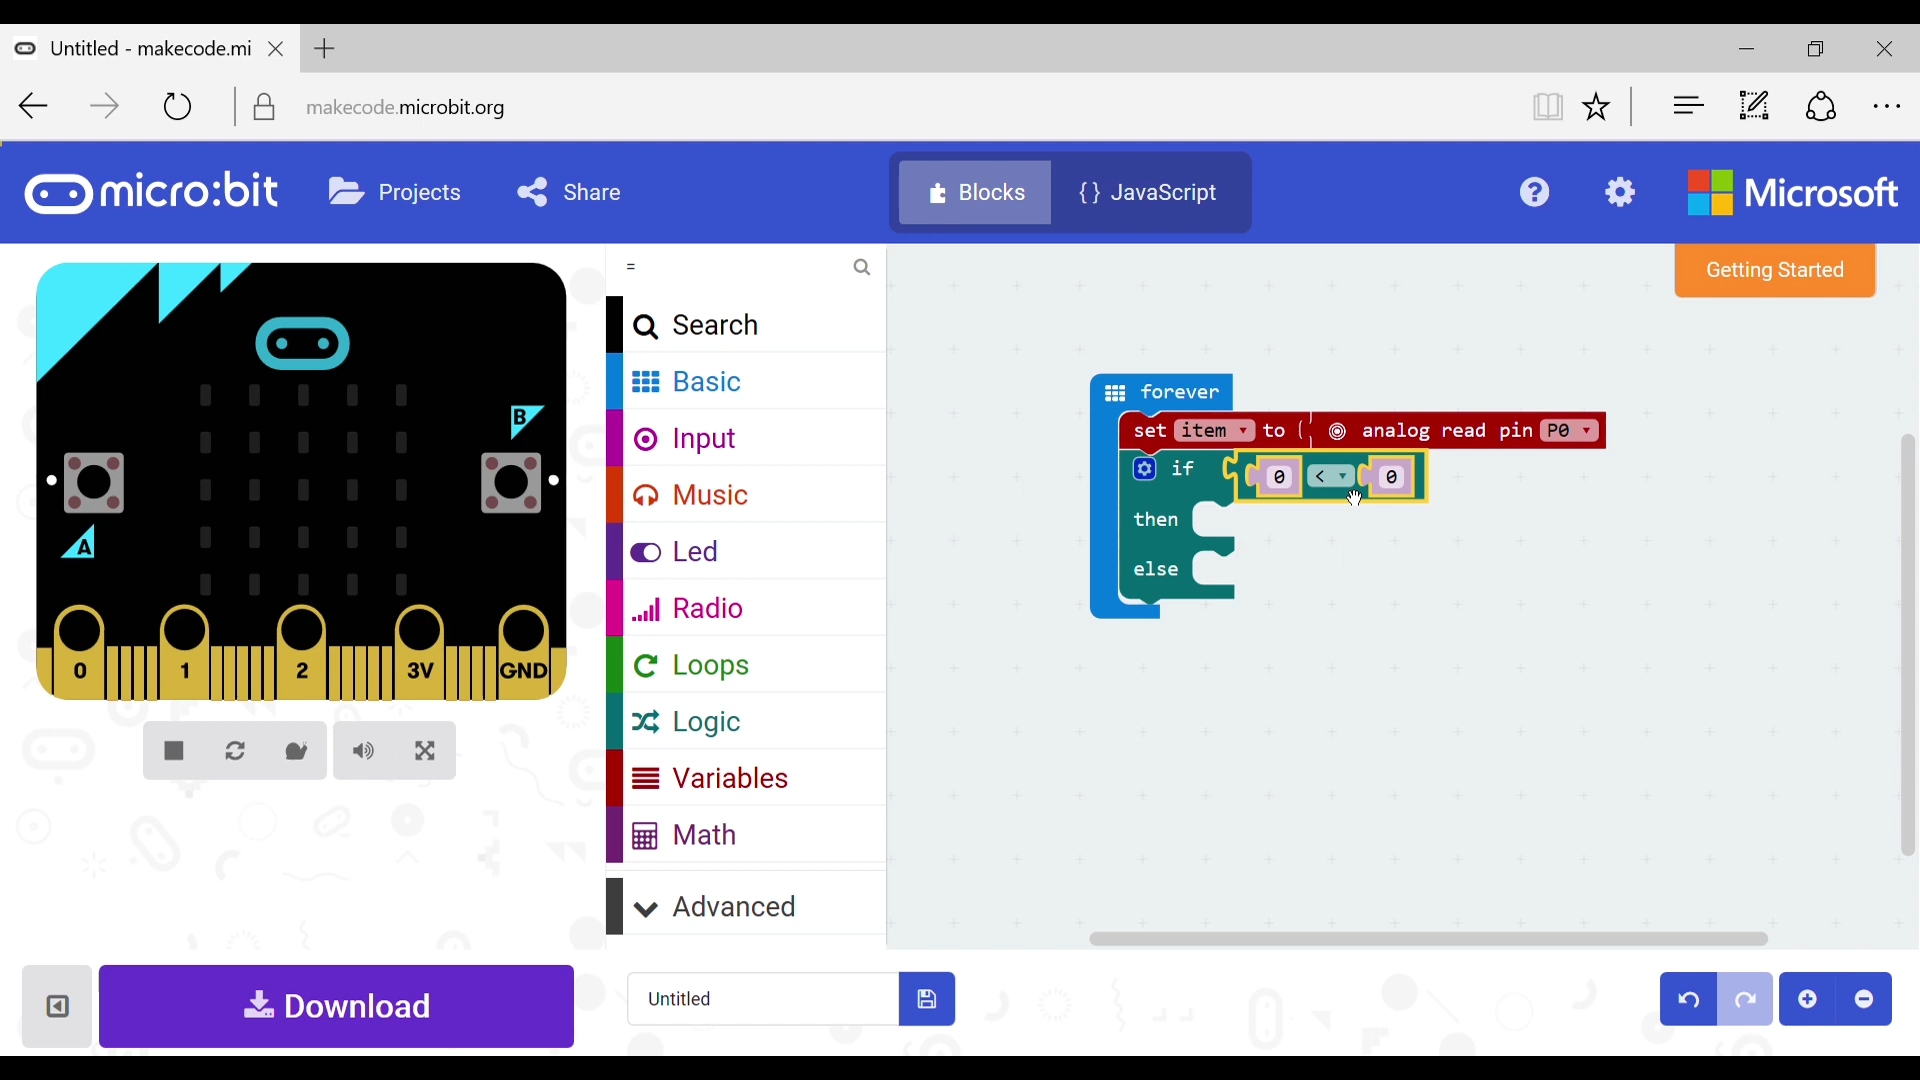 Untitled - makecode.mi
makecode.microbit.org
micro:bit Projects Share Blocks {} JavaScript ? Microsoft
= Getting Started
Search
Basic
Input
Music
Led
Radio
Loops
Logic
Variables
Math
Advanced
B
A
0 1 2 3V GND
forever
set item to ( analog read pin P0
if 0 < 0
then
else
Download
Untitled